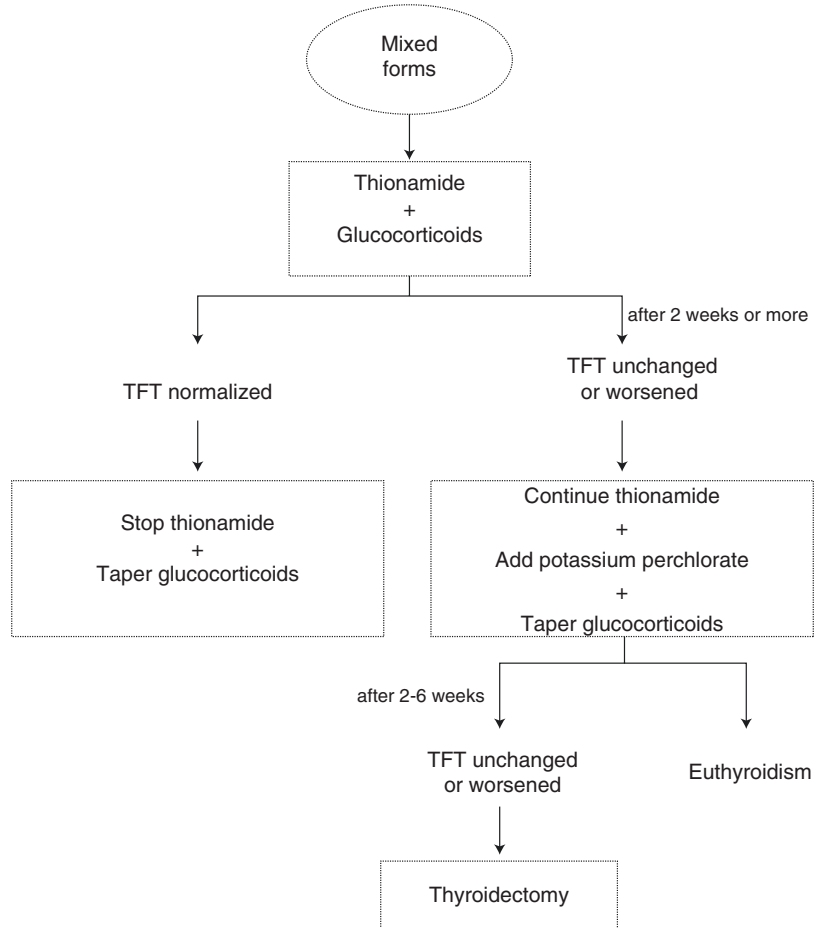 Mixed
forms
Thionamide
+
Glucocorticoids
after 2 weeks or more
TFT normalized
TFT unchanged
or worsened
Stop thionamide
+
Taper glucocorticoids
Continue thionamide
+
Add potassium perchlorate
+
Taper glucocorticoids
after 2-6 weeks
TFT unchanged
or worsened
Euthyroidism
Thyroidectomy